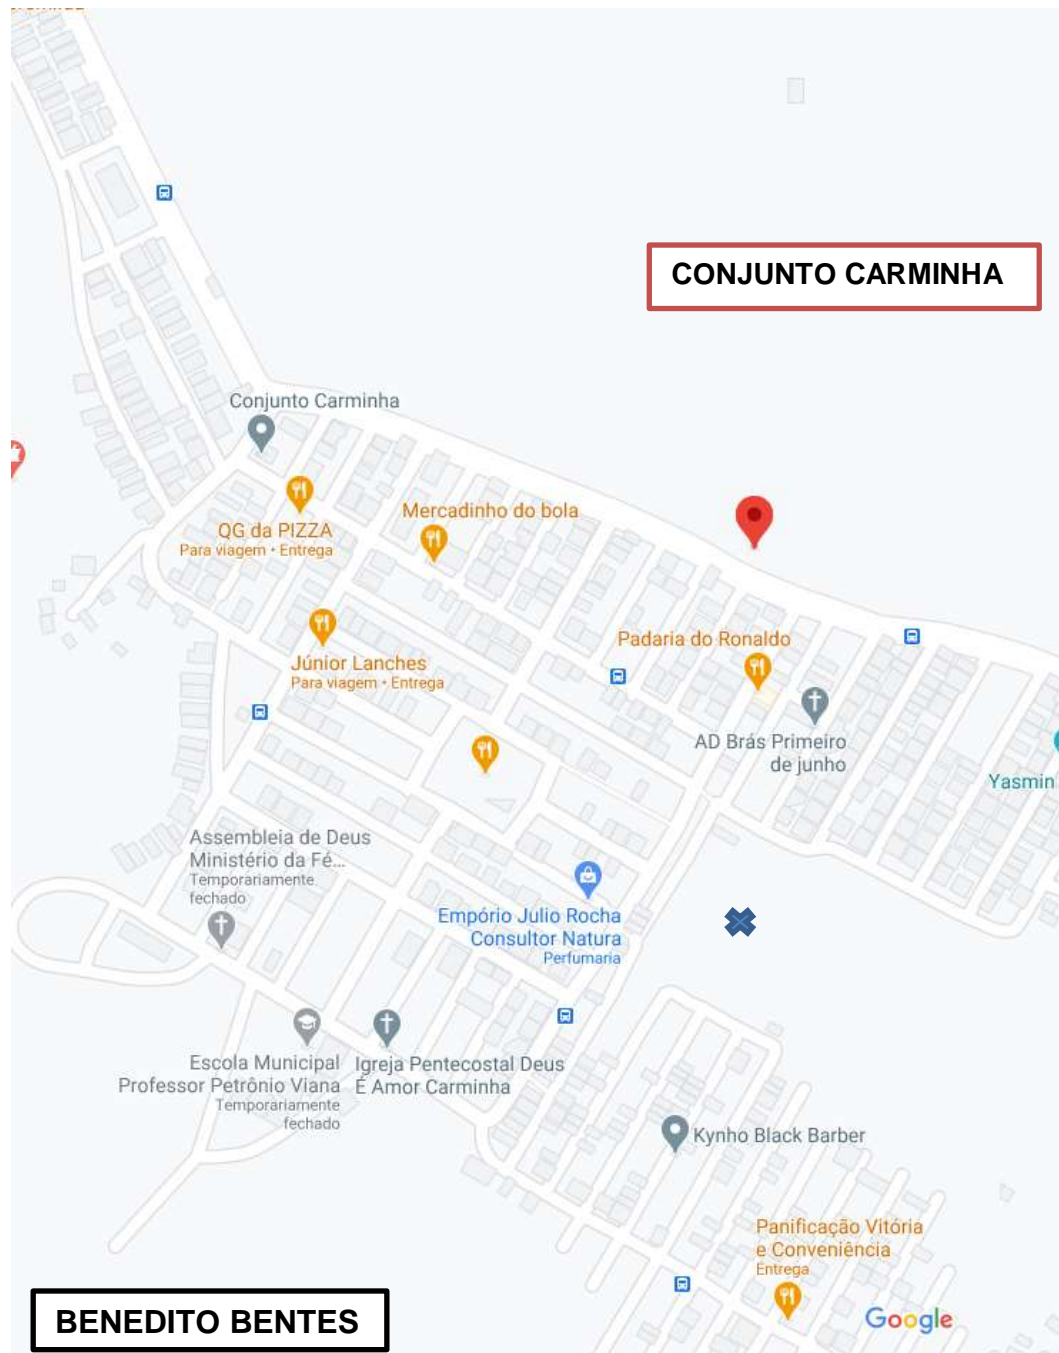 CONJUNTO CARMINHA
Conjunto Carminha
QG da PIZZA
Para viagem • Entrega
Mercadinho do bola
Júnior Lanches
Para viagem • Entrega
Padaria do Ronaldo
AD Brás Primeiro
de junho
Yasmin
Assembleia de Deus
Ministério da Fé...
Temporariamente
fechado
Empório Julio Rocha
Consultor Natura
Perfumaria
Escola Municipal
Professor Petrônio Viana
Temporariamente
fechado
Igreja Pentecostal Deus
É Amor Carminha
Kynho Black Barber
Panificação Vitória
e Conveniência
Entrega
BENEDITO BENTES
Google